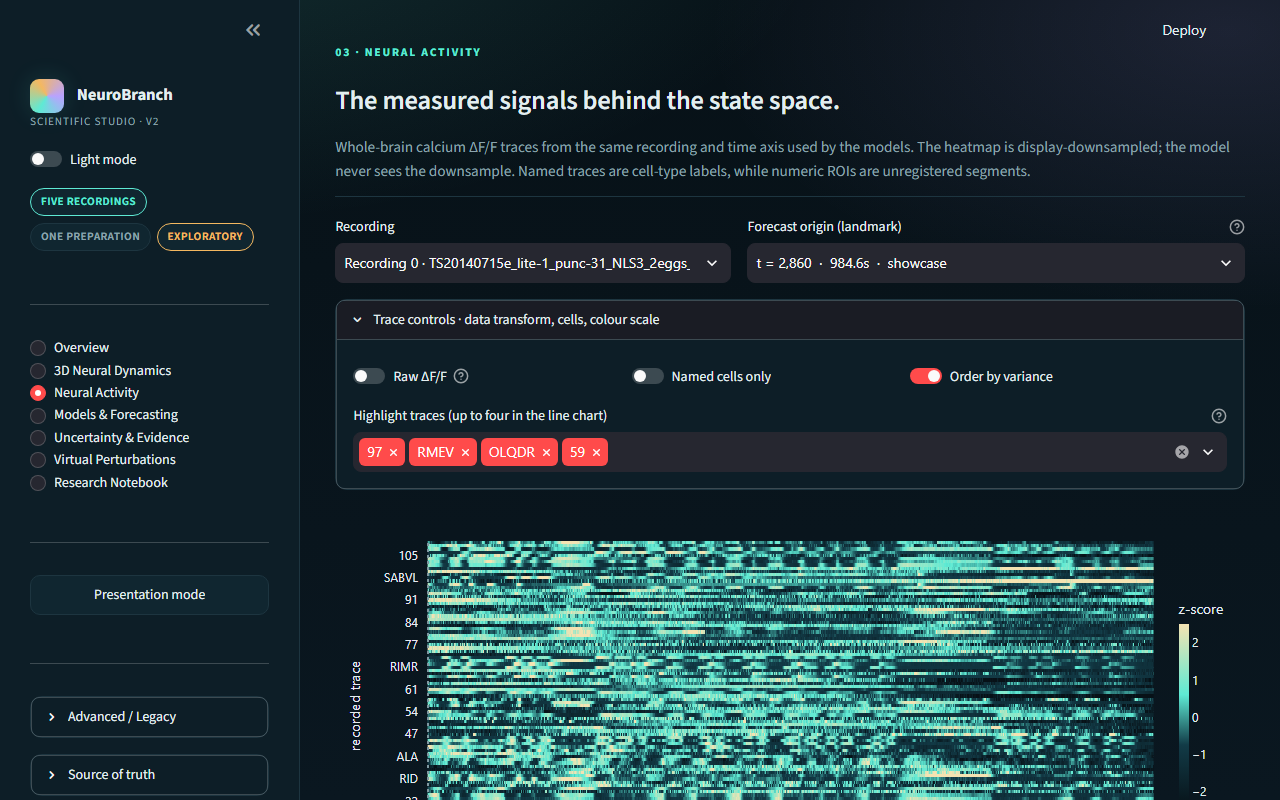 Deploy
NeuroBranch
SCIENTIFIC STUDIO · V2
Light mode
FIVE RECORDINGS
ONE PREPARATION
EXPLORATORY
Overview
3D Neural Dynamics
Neural Activity
Models & Forecasting
Uncertainty & Evidence
Virtual Perturbations
Research Notebook
Presentation mode
Advanced / Legacy
Source of truth
03 · NEURAL ACTIVITY
The measured signals behind the state space.
Whole-brain calcium ΔF/F traces from the same recording and time axis used by the models. The heatmap is display-downsampled; the model
never sees the downsample. Named traces are cell-type labels, while numeric ROIs are unregistered segments.
Recording
Recording 0 · TS20140715e_lite-1_punc-31_NLS3_2eggs_
Forecast origin (landmark)
t = 2,860 · 984.6s · showcase
Trace controls · data transform, cells, colour scale
Raw ΔF/F
Named cells only
Order by variance
Highlight traces (up to four in the line chart)
97 ×
RMEV ×
OLQDR ×
59 ×
recorded trace
105
SABVL
91
84
77
RIMR
61
54
47
ALA
RID
z-score
2
1
0
−1
−2